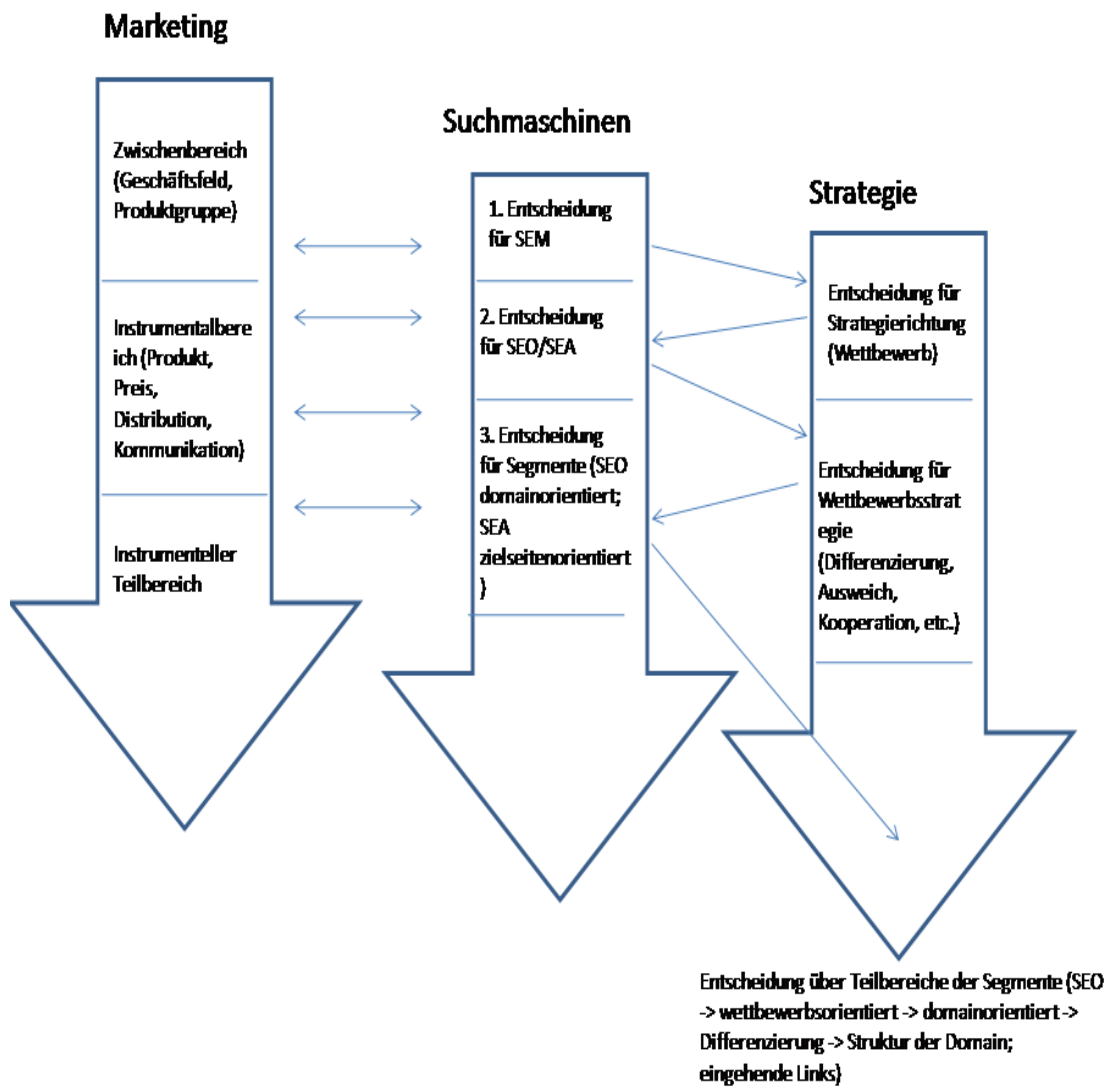 Marketing
Zwischenbereich
(Geschäftsfeld,
Produktgruppe)
Instrumentalbere
ich (Produkt,
Preis,
Distribution,
Kommunikation)
Instrumenteller
Teilbereich
Suchmaschinen
1. Entscheidung
für SEM
2. Entscheidung
für SEO/SEA
3. Entscheidung
für Segmente (SEO
domainorientiert;
SEA
zielseitenorientiert
)
Strategie
Entscheidung für
Strategierichtung
(Wettbewerb)
Entscheidung für
Wettbewerbsstrat
egie
(Differenzierung,
Ausweich,
Kooperation, etc.)
Entscheidung über Teilbereiche der Segmente (SEO
-> wettbewerbsorientiert -> domainorientiert ->
Differenzierung -> Struktur der Domain;
eingehende Links)